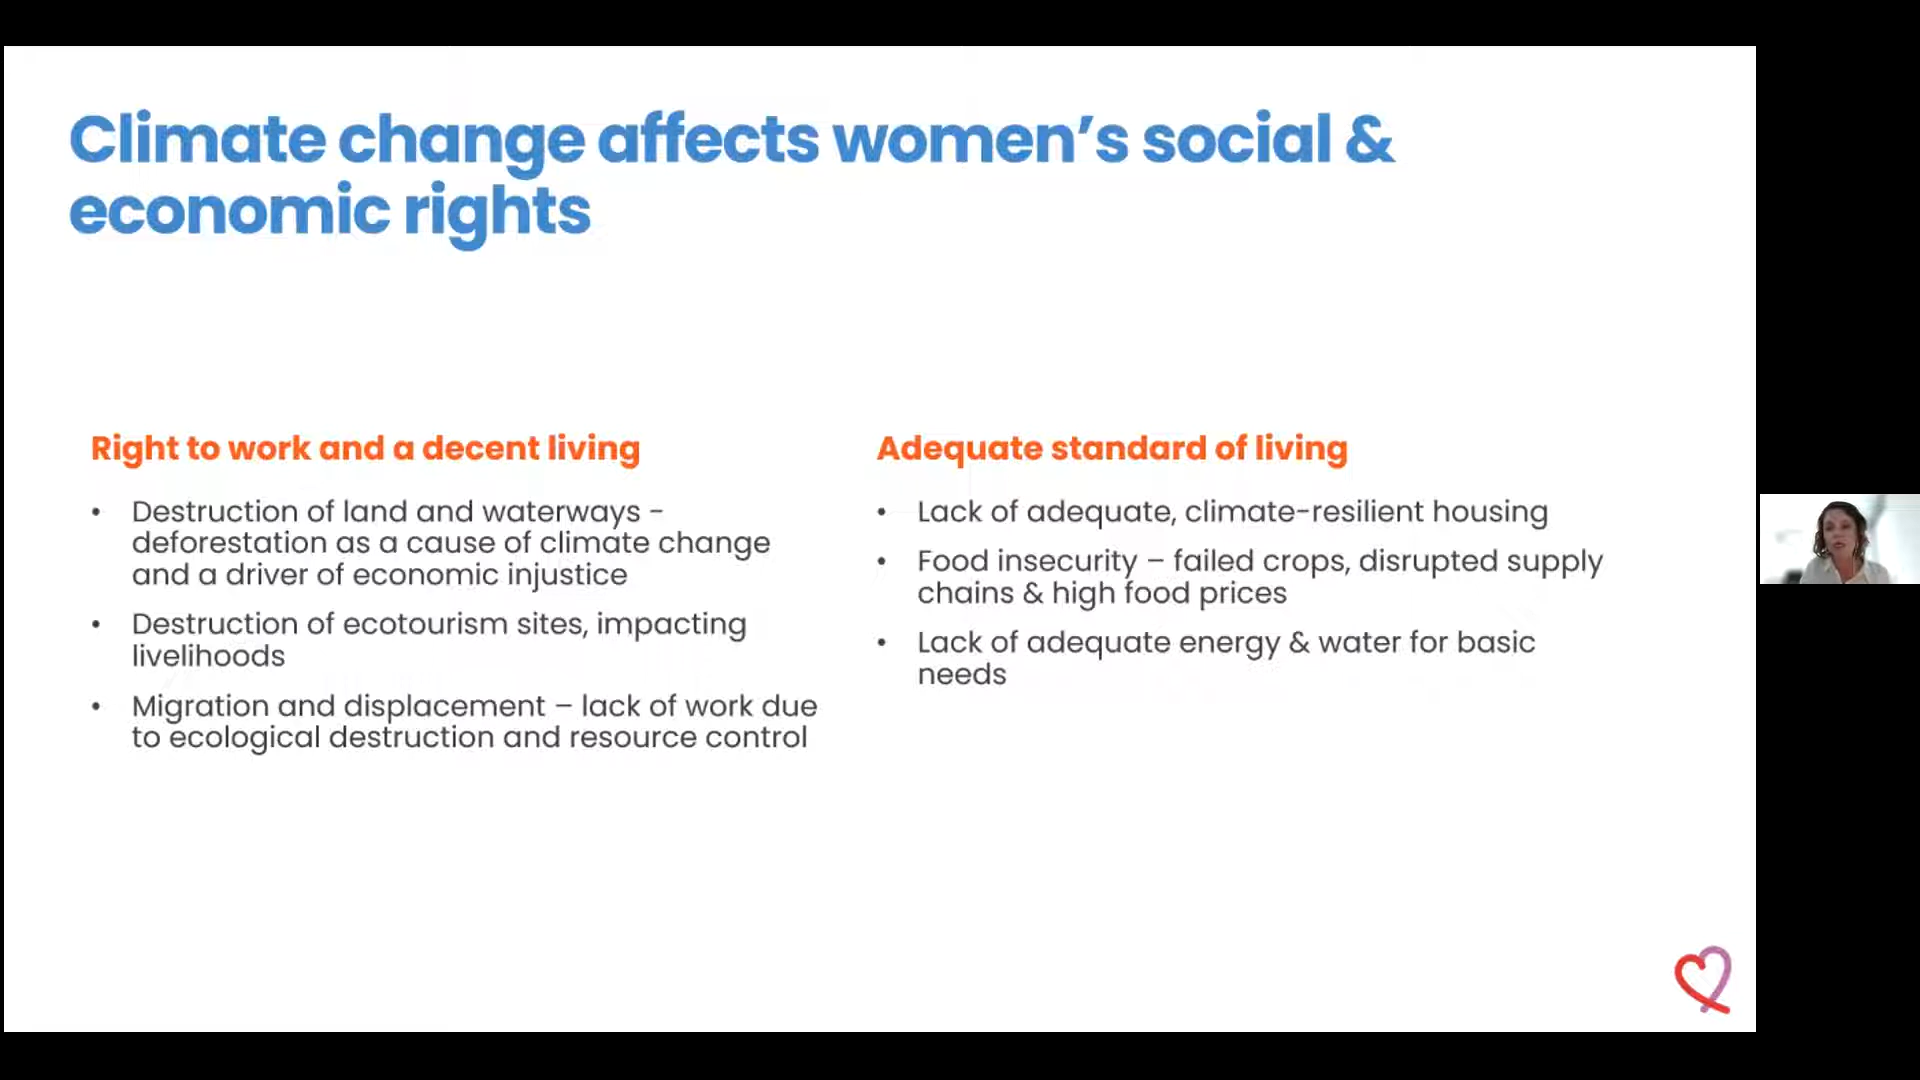 Climate change affects women’s social &
economic rights
Right to work and a decent living
• Destruction of land and waterways -
deforestation as a cause of climate change
and a driver of economic injustice
• Destruction of ecotourism sites, impacting
livelihoods
• Migration and displacement – lack of work due
to ecological destruction and resource control
Adequate standard of living
• Lack of adequate, climate-resilient housing
• Food insecurity – failed crops, disrupted supply
chains & high food prices
• Lack of adequate energy & water for basic
needs